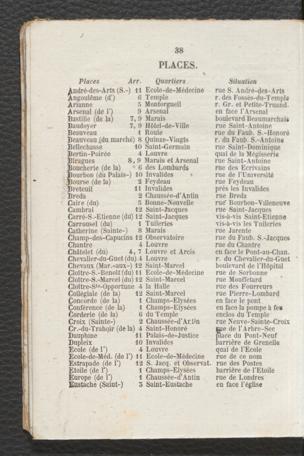 38
PLACES.
Places Arr. Quartiers Situation
André-des-Arts (S.-) 11 Ecole-de-Médecine rue S. André-des-Arts
Angoulême (d') 6 Temple r. des Fossés-du-Temple
Arianne 5 Montorgueil r. Gr. et Petite-Truand.
Arsenal (de l') 9 Arsenal en face l'Arsenal
Bastille (de la) 7, 9 Marais boulevard Beaumarchais
Baudoyer 7, 9 Hôtel-de-Ville rue Saint-Antoine
Beauveau 1 Roule rue du Faub. S.-Honoré
Beauveau (du marché) 8 Quinze-Vingts r. du Faub. S.-Antoine
Bellechasse 10 Saint-Germain rue Saint-Dominique
Bertin-Poirée 4 Louvre quai de la Mégisserie
Biragues 8, 9 Marais et Arsenal rue Saint-Antoine
Boucherie (de la) 6 des Lombards rue des Ecrivains
Bourbon (du Palais-) 10 Invalides rue de l'Université
Bourse (de la) 2 Feydeau rue Feydeau
Breteuil 11 Invalides près les Invalides
Breda 2 Chaussée-d'Antin rue Breda
Caire (du) 5 Bonne-Nouvelle rue Bourbon-Villeneuve
Cambrai 12 Saint-Jacques rue Saint-Jacques
Carré-S.-Etienne (du) 12 Saint-Jacques vis-à-vis Saint-Etienne
Carrousel (du) 1 Tuileries vis-à-vis les Tuileries
Catherine (Sainte-) 8 Marais rue Jarente
Champ-des-Capucins 12 Observatoire rue du Faub. S.-Jacques
Chantre 4 Louvre rue du Chantre
Châtelet (du) 4, 7 Louvre et Arcis en face le Pont-au-Chan.
Chevalier-du-Guet (du) 4 Louvre r. du Chevalier-du-Guet
Chevaux (Mar.-aux-) 12 Saint-Marcel boulevard de l'Hôpital
Cloître-S.-Benoît (du) 11 Ecole-de-Médecine rue de Sorbonne
Cloître-S.-Marcel (du) 12 Saint-Marcel rue Mouffetard
Cloître-Ste-Opportune 4 la Halle rue des Fourreurs
Collégiale (de la) 12 Saint-Marcel rue Pierre-Lombard
Concorde (de la) 1 Champs-Elysées en face le pont
Conférence (de la) 1 Champs-Elysées en face la pompe à feu
Corderie (de la) 6 du Temple enclos du Temple
Croix (Sainte-) 2 Chaussée-d'Antin rue Neuve-Sainte-Croix
Cr.-du-Trahoir (de la) 4 Saint-Honoré rue de l'Arbre-Sec
Dauphine 11 Palais-de-Justice place du Pont-Neuf
Dupleix 10 Invalides barrière de Grenelle
Ecole (de l') 4 Louvre quai de l'Ecole
Ecole-de-Méd. (de l') 11 Ecole-de-Médecine rue de ce nom
Estrapade (de l') 12 S. Jacq. et Observat. rue des Postes
Etoile (de l') 1 Champs-Elysées barrière de l'Etoile
Europe (de l') 1 Chaussée-d'Antin rue de Londres
Eustache (Saint-) 3 Saint-Eustache en face l'église